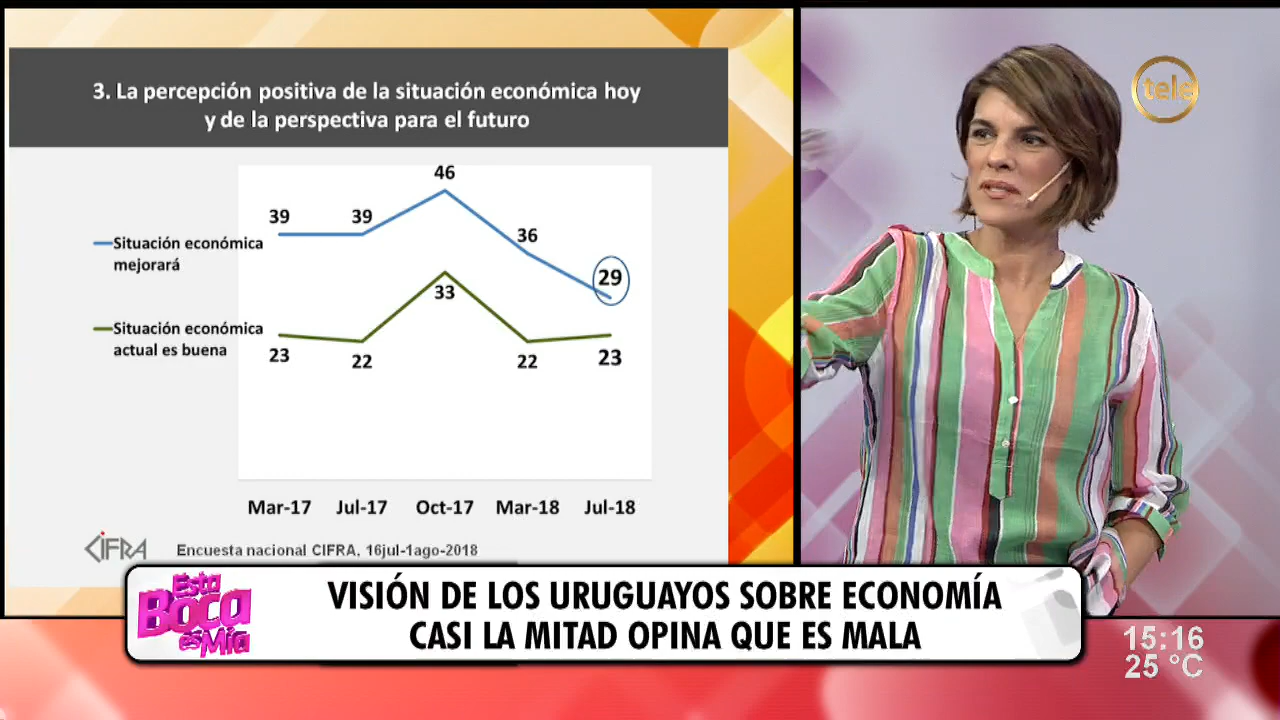 3. La percepción positiva de la situación económica hoy
y de la perspectiva para el futuro
46
39
39
36
29
Situación económica
mejorará
33
Situación económica
actual es buena
23
22
22
23
Mar-17
Jul-17
Oct-17
Mar-18
Jul-18
CIFRA
Encuesta nacional CIFRA, 16jul-1ago-2018
tele
Esta
Boca
es Mía
VISIÓN DE LOS URUGUAYOS SOBRE ECONOMÍA
CASI LA MITAD OPINA QUE ES MALA
15:16
25 °C